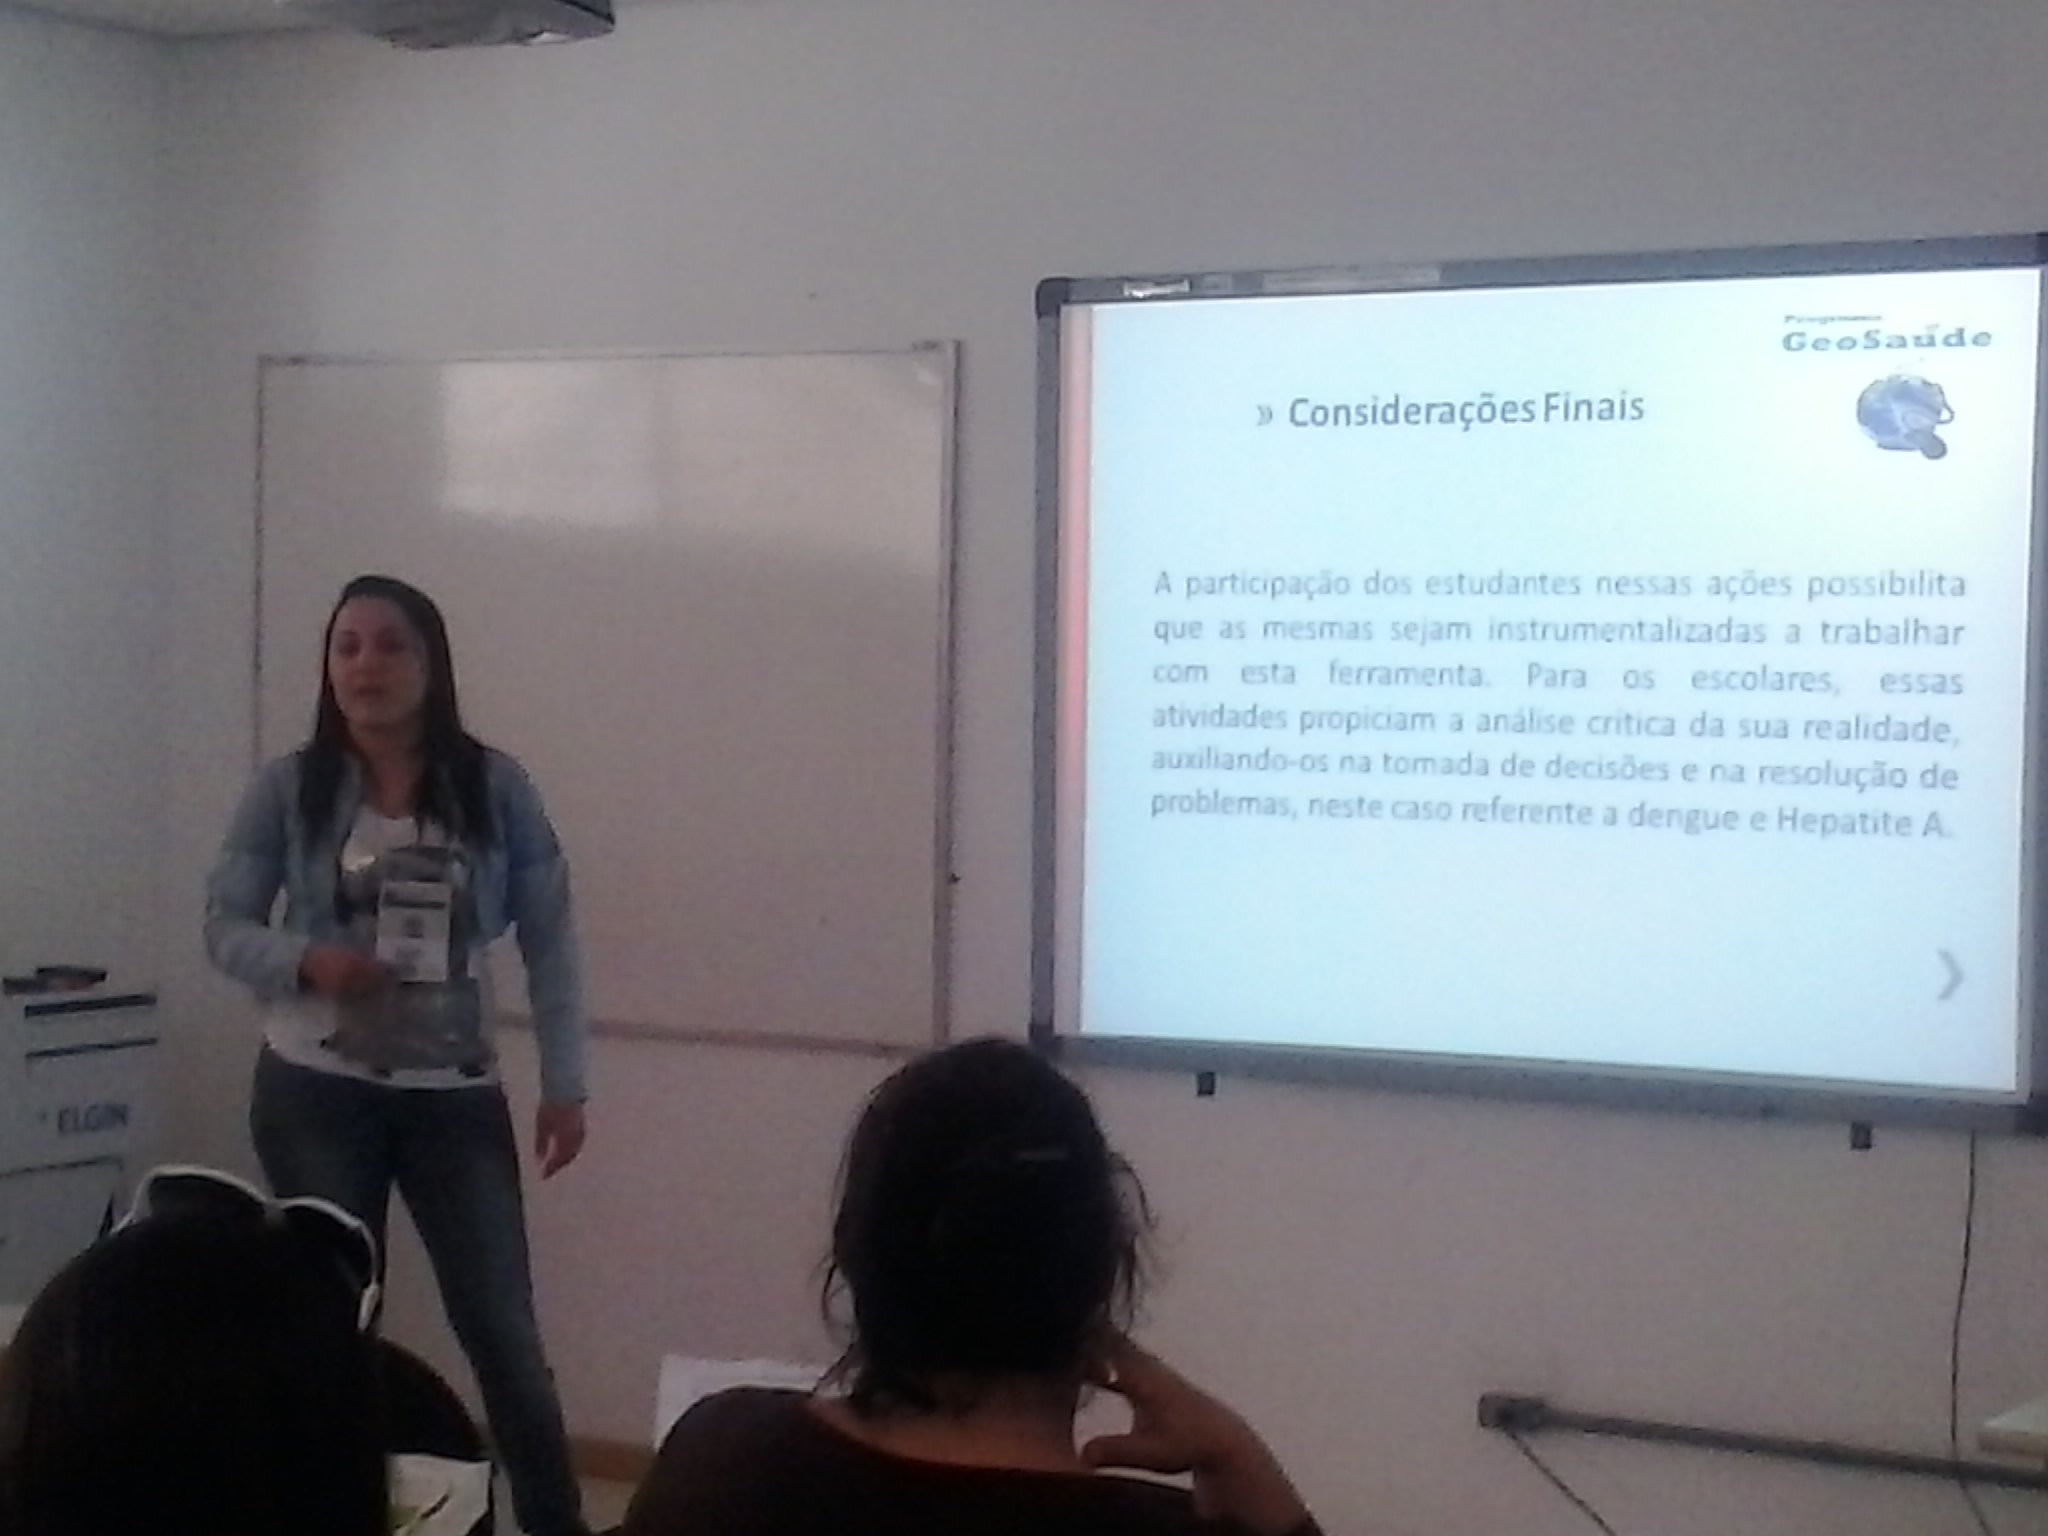 Programa
GeoSaúde
» Considerações Finais
A participação dos estudantes nessas ações possibilita
que as mesmas sejam instrumentalizadas a trabalhar
com esta ferramenta. Para os escolares, essas
atividades propiciam a análise critica da sua realidade,
auxiliando-os na tomada de decisões e na resolução de
problemas, neste caso referente a dengue e Hepatite A.
ELGIN